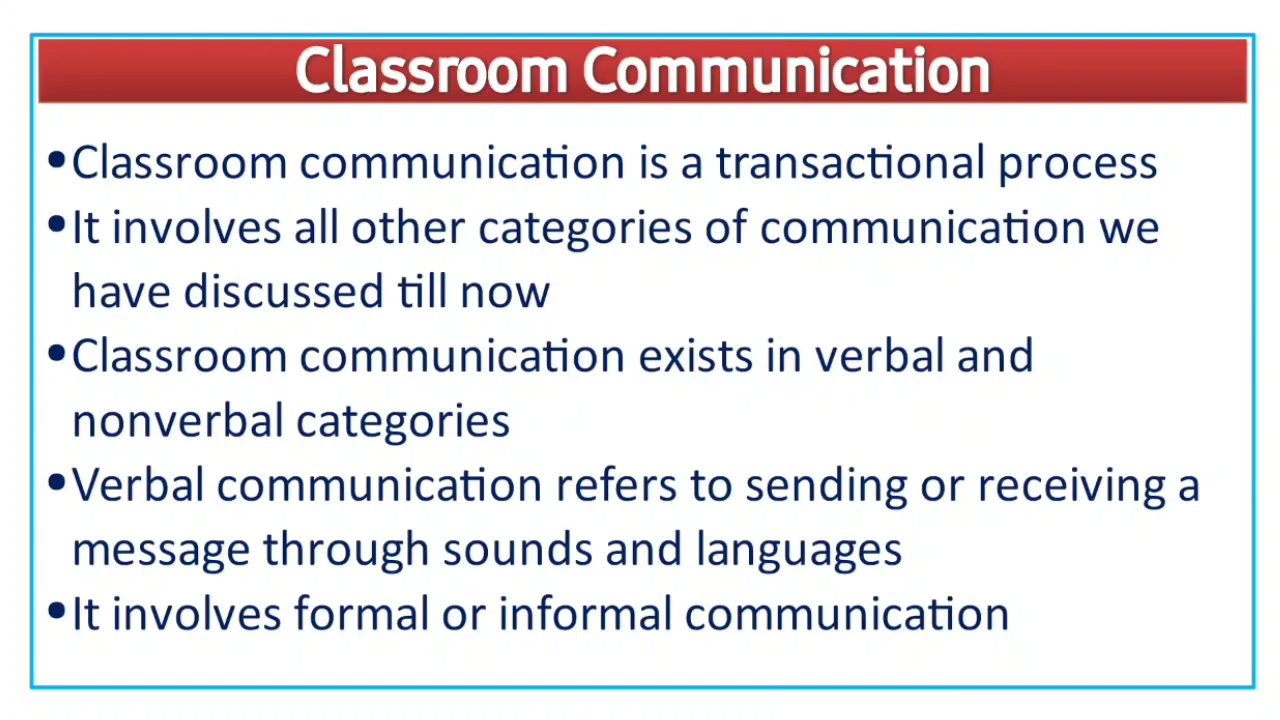 Classroom Communication
•Classroom communication is a transactional process
•It involves all other categories of communication we
have discussed till now
•Classroom communication exists in verbal and
nonverbal categories
•Verbal communication refers to sending or receiving a
message through sounds and languages
•It involves formal or informal communication